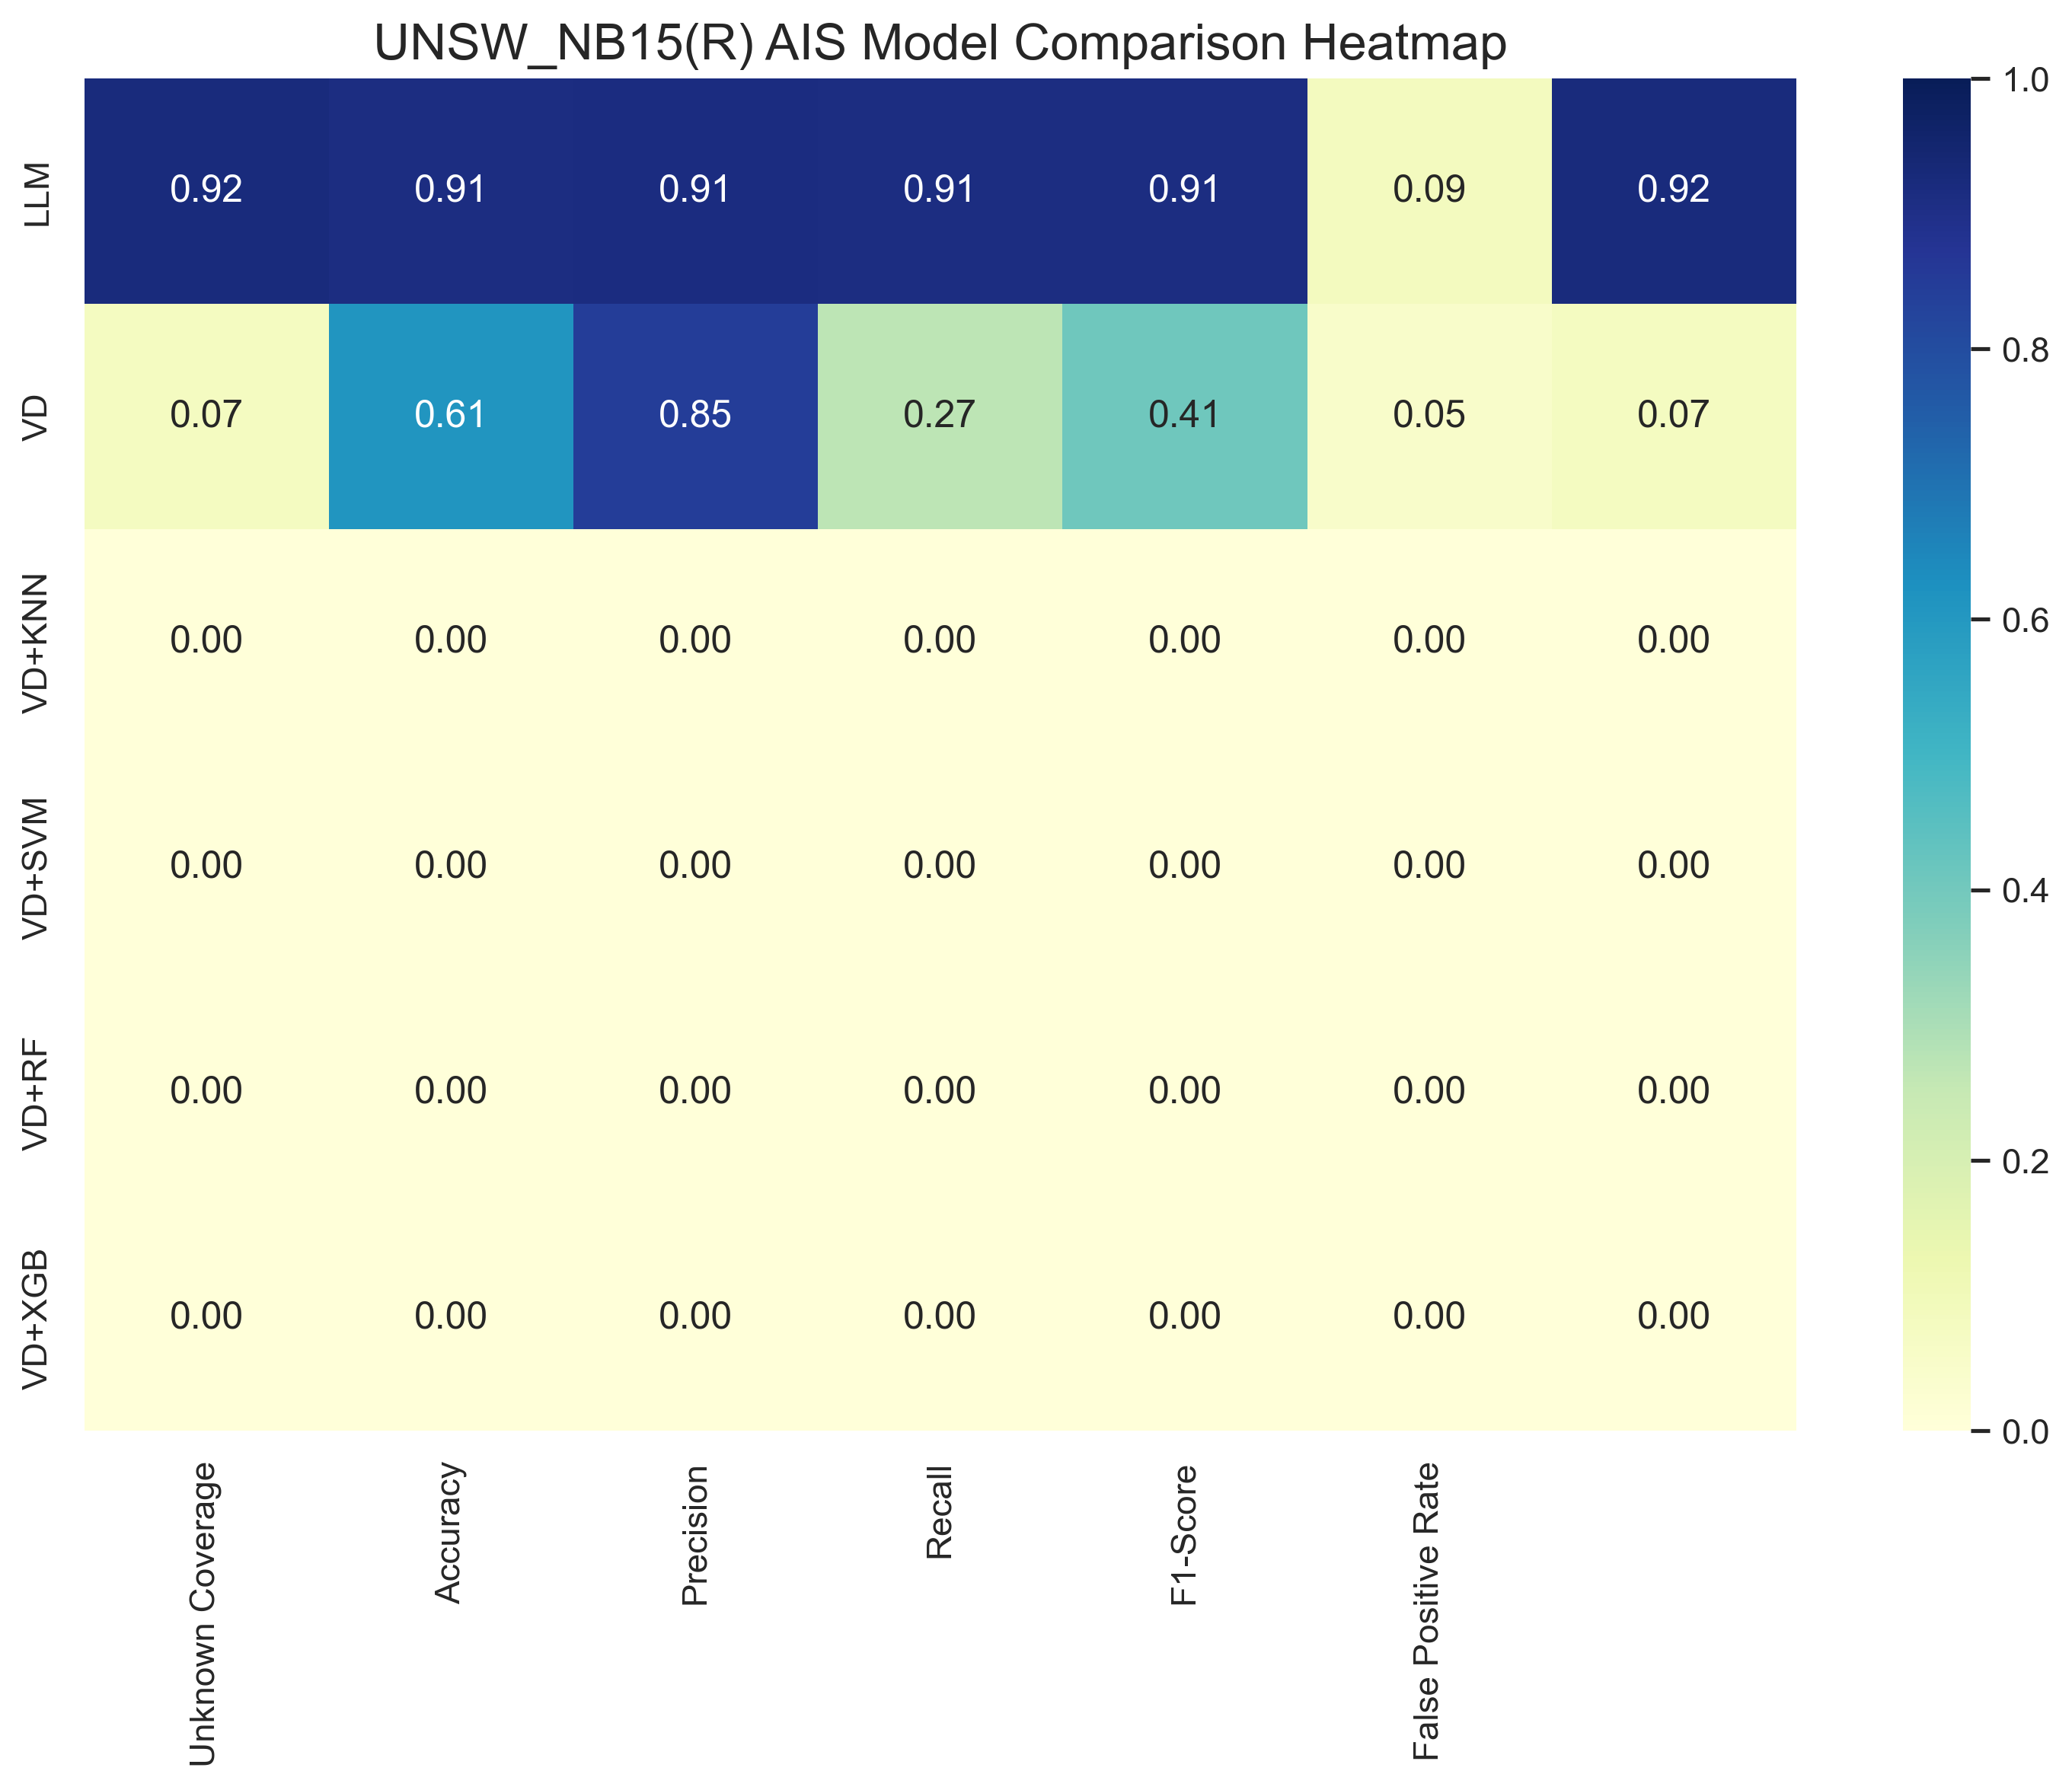 UNSW_NB15(R) AIS Model Comparison Heatmap
LLM 0.92 0.91 0.91 0.91 0.91 0.09 0.92
VD 0.07 0.61 0.85 0.27 0.41 0.05 0.07
VD+KNN 0.00 0.00 0.00 0.00 0.00 0.00 0.00
VD+SVM 0.00 0.00 0.00 0.00 0.00 0.00 0.00
VD+RF 0.00 0.00 0.00 0.00 0.00 0.00 0.00
VD+XGB 0.00 0.00 0.00 0.00 0.00 0.00 0.00
Unknown Coverage
Accuracy
Precision
Recall
F1-Score
False Positive Rate
1.0
0.8
0.6
0.4
0.2
0.0